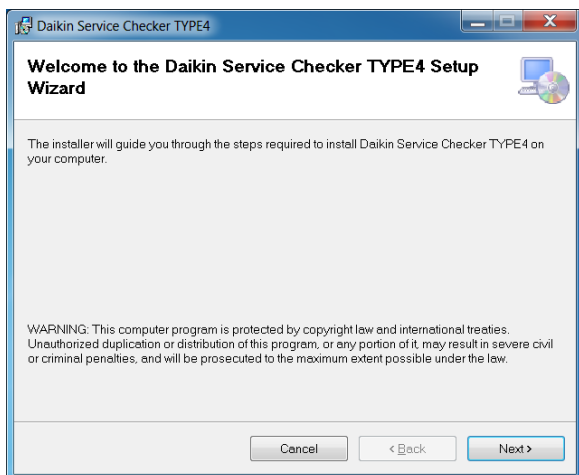 Daikin Service Checker TYPE4
Welcome to the Daikin Service Checker TYPE4 Setup
Wizard
The installer will guide you through the steps required to install Daikin Service Checker TYPE4 on
your computer.
WARNING: This computer program is protected by copyright law and international treaties.
Unauthorized duplication or distribution of this program, or any portion of it, may result in severe civil
or criminal penalties, and will be prosecuted to the maximum extent possible under the law.
Cancel < Back Next >